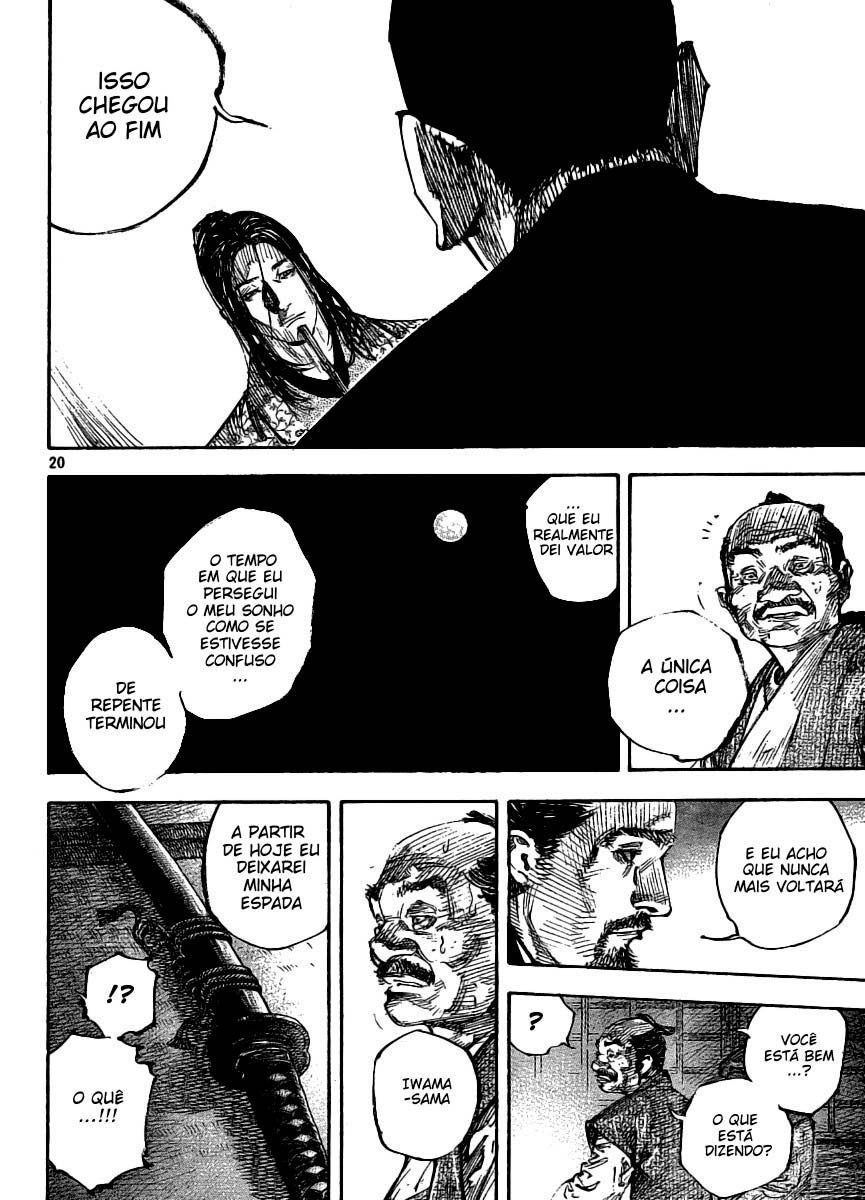 ISSO
CHEGOU
AO FIM
20
A ÚNICA
COISA
...
...
QUE EU
REALMENTE
DEI VALOR
O TEMPO
EM QUE EU
PERSEGUI
O MEU SONHO
COMO SE
ESTIVESSE
CONFUSO
...
DE
REPENTE
TERMINOU
E EU ACHO
QUE NUNCA
MAIS VOLTARÁ
VOCÊ
ESTÁ BEM
...?
O QUE
ESTÁ
DIZENDO?
?
IWAMA
-SAMA
A PARTIR
DE HOJE EU
DEIXAREI
MINHA
ESPADA
!?
O QUÊ
...!!!